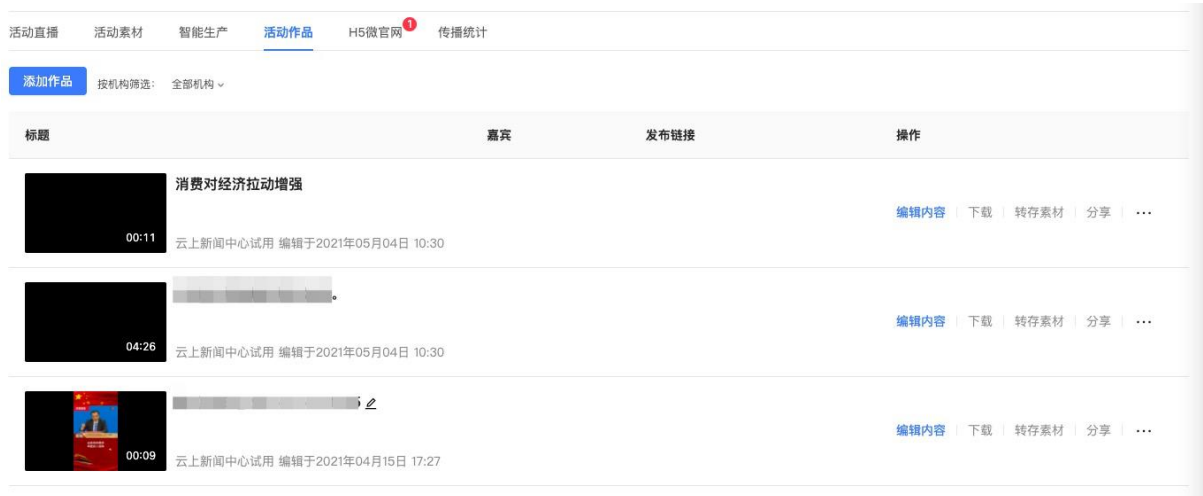 活动直播 活动素材 智能生产 活动作品 H5微官网 1 传播统计
添加作品 按机构筛选: 全部机构
标题 嘉宾 发布链接 操作
消费对经济拉动增强
00:11 云上新闻中心试用 编辑于2021年05月04日 10:30
编辑内容 下载 转存素材 分享 ...
。
04:26 云上新闻中心试用 编辑于2021年05月04日 10:30
编辑内容 下载 转存素材 分享 ...
00:09 云上新闻中心试用 编辑于2021年04月15日 17:27
编辑内容 下载 转存素材 分享 ...